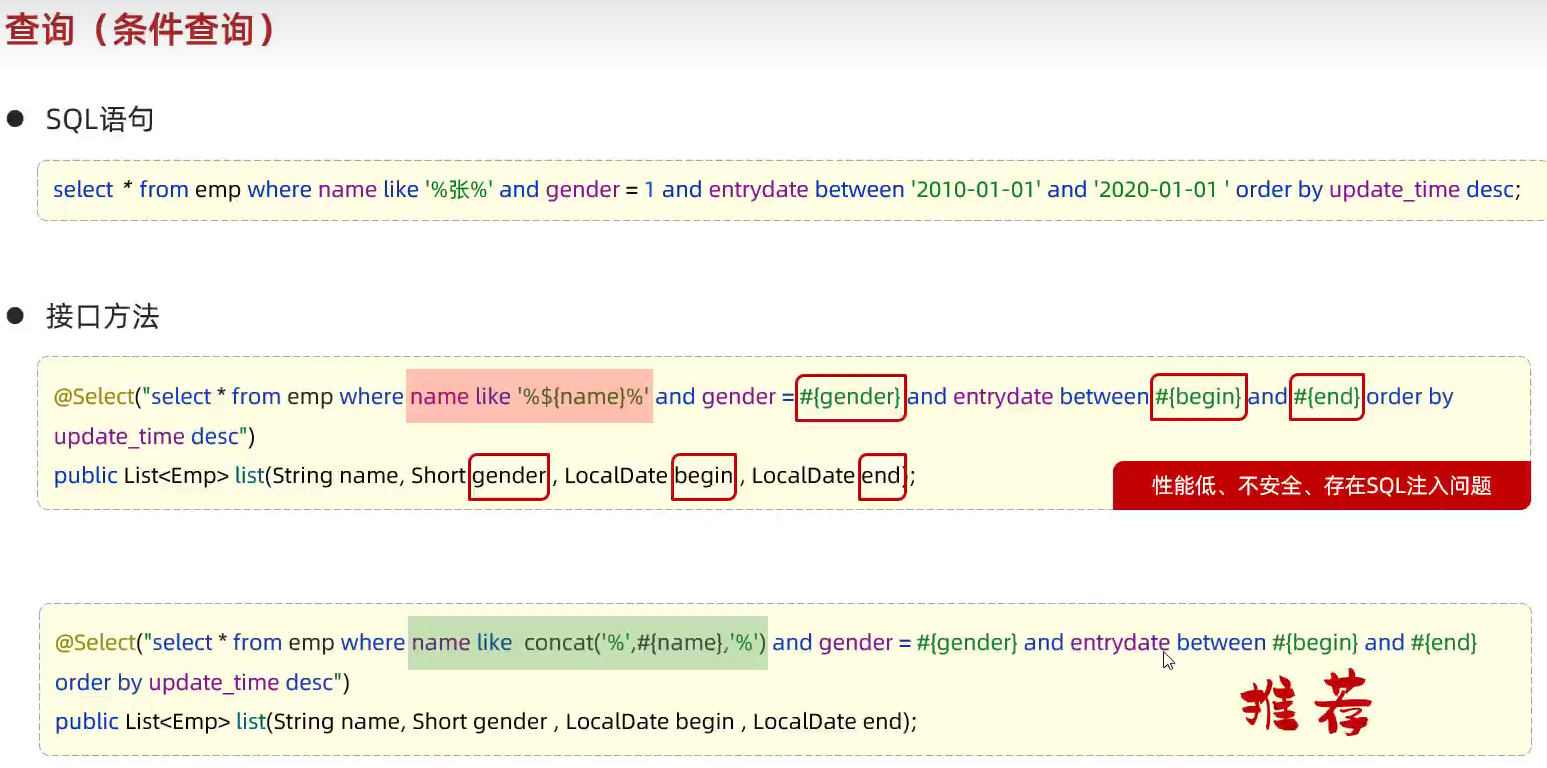 查询（条件查询）
SQL语句
select * from emp where name like '%张%' and gender = 1 and entrydate between '2010-01-01' and '2020-01-01 ' order by update_time desc;
接口方法
@Select("select * from emp where name like '%${name}%' and gender = #{gender} and entrydate between #{begin} and #{end} order by
update_time desc")
public List<Emp> list(String name, Short gender , LocalDate begin , LocalDate end);
性能低、不安全、存在SQL注入问题
@Select("select * from emp where name like  concat('%',#{name},'%') and gender = #{gender} and entrydate between #{begin} and #{end}
order by update_time desc")
public List<Emp> list(String name, Short gender , LocalDate begin , LocalDate end);
推荐